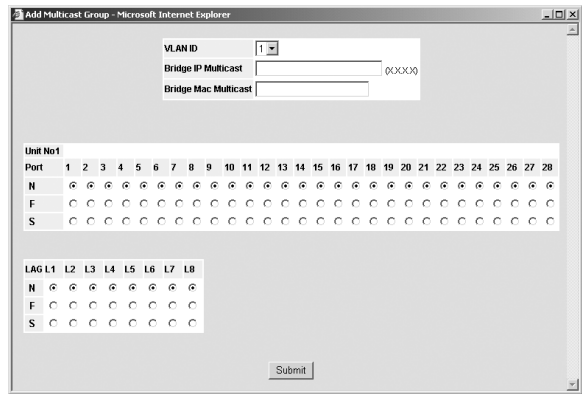 Add Multicast Group - Microsoft Internet Explorer
VLAN ID 1
Bridge IP Multicast (X.X.X.X)
Bridge Mac Multicast
Unit No1
Port 1 2 3 4 5 6 7 8 9 10 11 12 13 14 15 16 17 18 19 20 21 22 23 24 25 26 27 28
N
F
S
LAG L1 L2 L3 L4 L5 L6 L7 L8
N
F
S
Submit